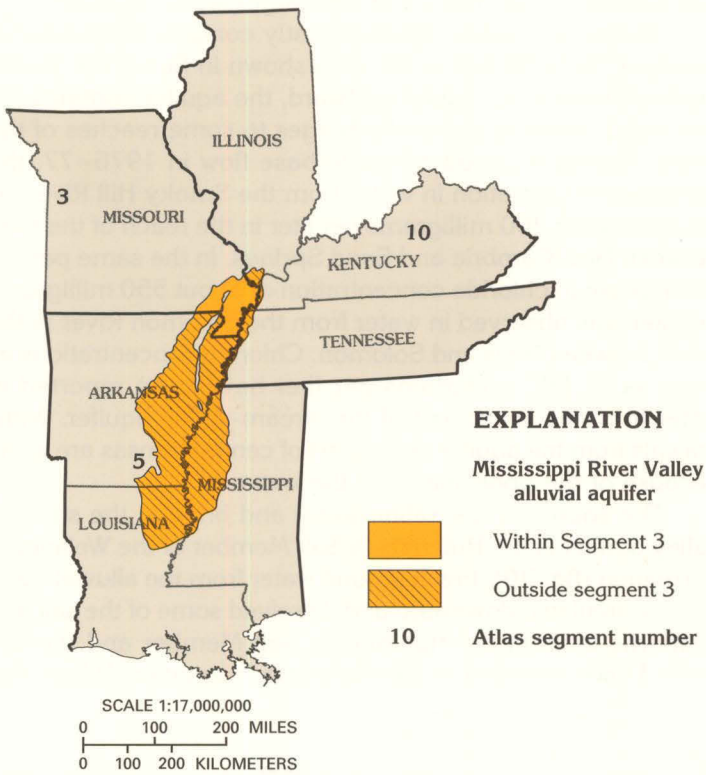 ILLINOIS
3
MISSOURI
10
KENTUCKY
TENNESSEE
ARKANSAS
5
MISSISSIPPI
LOUISIANA
EXPLANATION
Mississippi River Valley
alluvial aquifer
Within Segment 3
Outside segment 3
10 Atlas segment number
SCALE 1:17,000,000
0 100 200 MILES
0 100 200 KILOMETERS